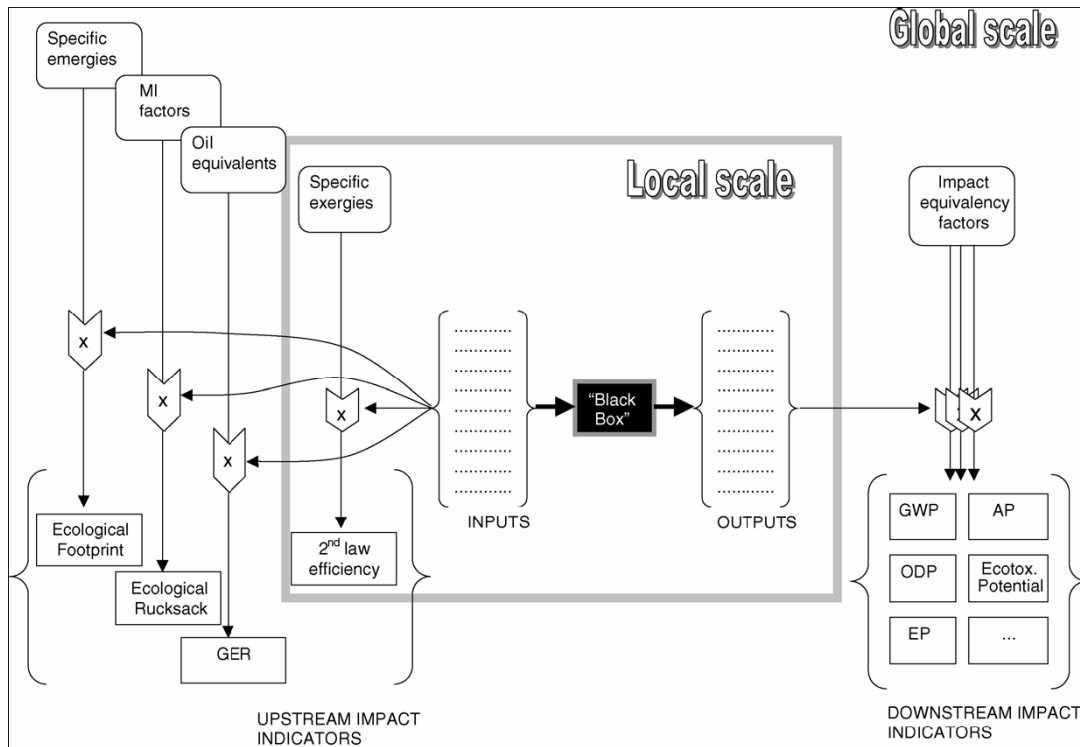 Global scale
Specific
emergies
MI
factors
Oil
equivalents
Local scale
Specific
exergies
Impact
equivalency
factors
x
x
x
x
x
....................
....................
....................
....................
....................
....................
....................
....................
....................
INPUTS
"Black
Box"
....................
....................
....................
....................
....................
....................
....................
....................
....................
OUTPUTS
Ecological
Footprint
Ecological
Rucksack
GER
2nd law
efficiency
GWP
AP
ODP
Ecotox.
Potential
EP
...
UPSTREAM IMPACT
INDICATORS
DOWNSTREAM IMPACT
INDICATORS